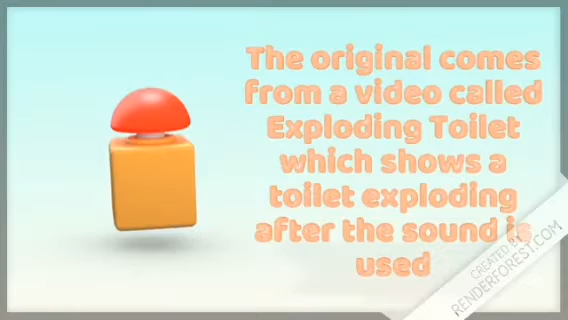 The original comes
from a video called
Exploding Toilet
which shows a
toilet exploding
after the sound is
used
CREATED BY
RENDERFOREST.COM